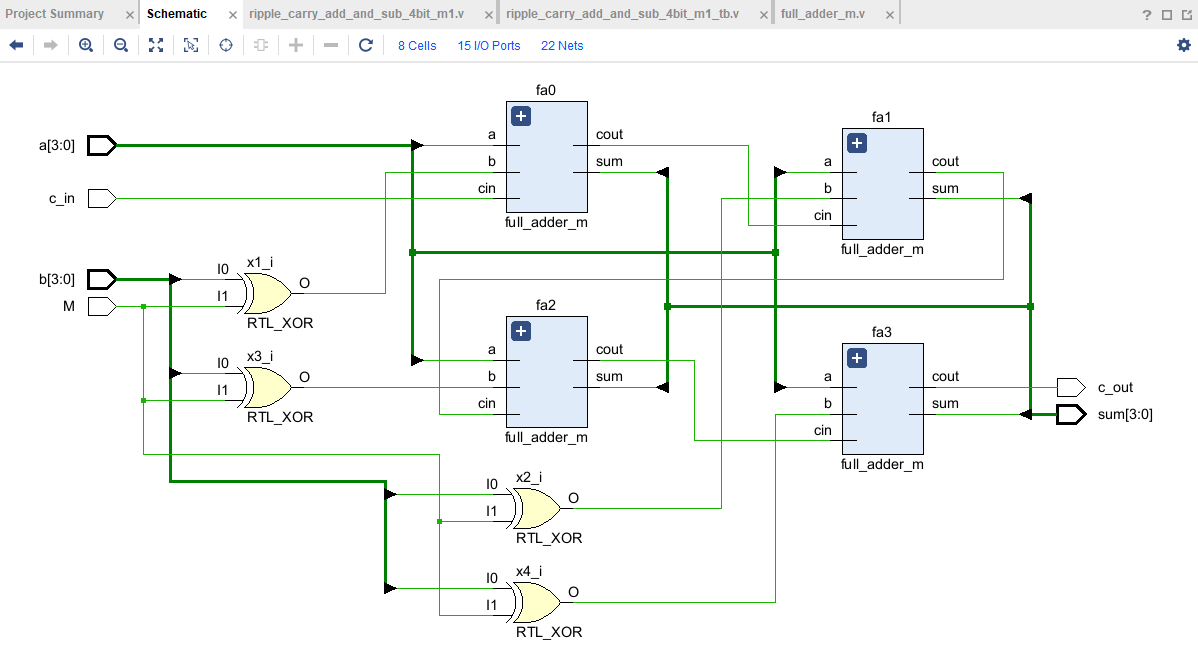 Project Summary × Schematic × ripple_carry_add_and_sub_4bit_m1.v × ripple_carry_add_and_sub_4bit_m1_tb.v × full_adder_m.v × ?
8 Cells 15 I/O Ports 22 Nets
fa0
a cout
b sum
cin
full_adder_m
fa1
a cout
b sum
cin
full_adder_m
a[3:0]
c_in
b[3:0]
M
x1_i
I0
I1
O
RTL_XOR
x3_i
I0
I1
O
RTL_XOR
fa2
a cout
b sum
cin
full_adder_m
fa3
a cout
b sum
cin
full_adder_m
c_out
sum[3:0]
x2_i
I0
I1
O
RTL_XOR
x4_i
I0
I1
O
RTL_XOR